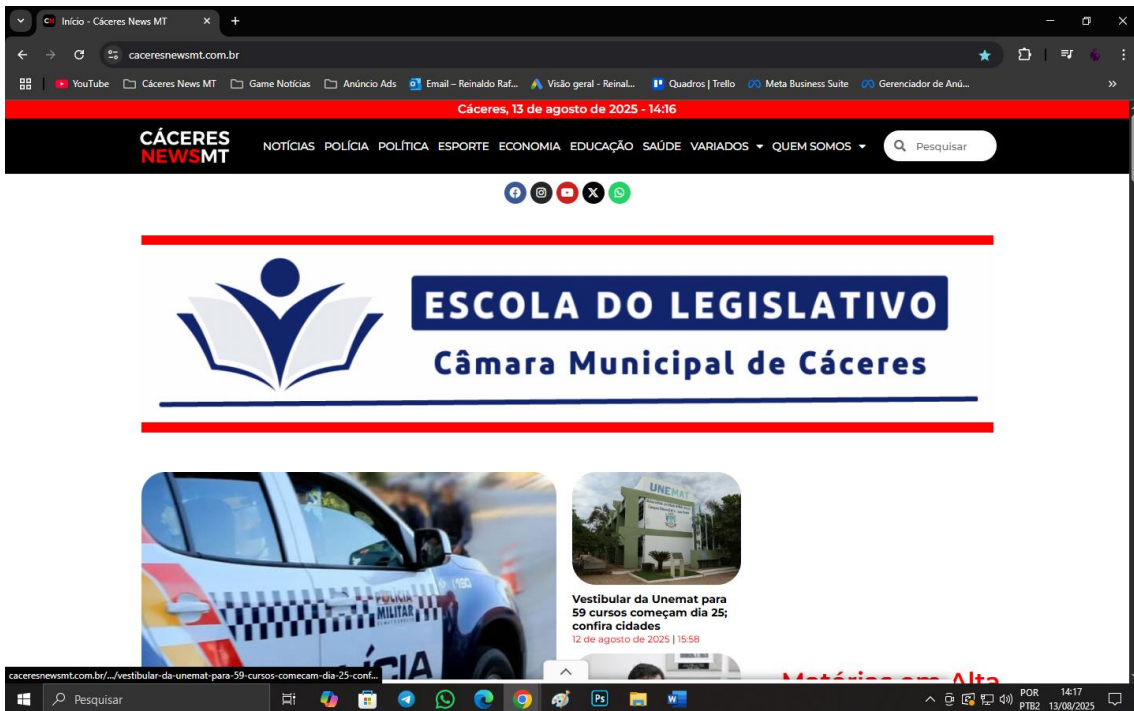 Início - Cáceres News MT
caceresnewsmt.com.br
YouTube Cáceres News MT Game Notícias Anúncio Ads Email – Reinaldo Raf... Visão geral - Reinal... Quadros | Trello Meta Business Suite Gerenciador de Anú...
Cáceres, 13 de agosto de 2025 - 14:16
CÁCERES
NEWSMT
NOTÍCIAS POLÍCIA POLÍTICA ESPORTE ECONOMIA EDUCAÇÃO SAÚDE VARIADOS QUEM SOMOS
Pesquisar
ESCOLA DO LEGISLATIVO
Câmara Municipal de Cáceres
190
POLÍCIA
MILITAR
UNEMAT
Vestibular da Unemat para
59 cursos começam dia 25;
confira cidades
12 de agosto de 2025 | 15:58
Matérias em Alta
caceresnewsmt.com.br/.../vestibular-da-unemat-para-59-cursos-comecam-dia-25-conf...
Pesquisar
Ps
POR 14:17
PTB2 13/08/2025